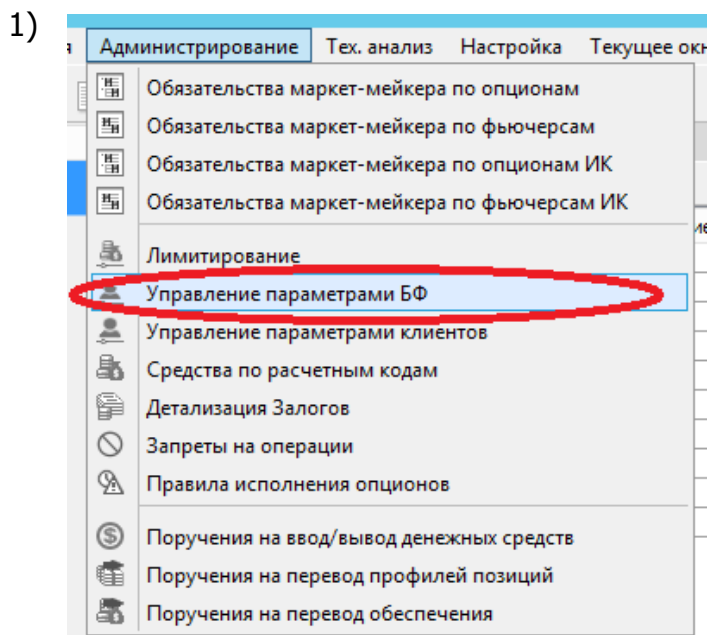 1)
Администрирование Тех. анализ Настройка Текущее
Обязательства маркет-мейкера по опционам
Обязательства маркет-мейкера по фьючерсам
Обязательства маркет-мейкера по опционам ИК
Обязательства маркет-мейкера по фьючерсам ИК
Лимитирование
Управление параметрами БФ
Управление параметрами клиентов
Средства по расчетным кодам
Детализация Залогов
Запреты на операции
Правила исполнения опционов
Поручения на ввод/вывод денежных средств
Поручения на перевод профилей позиций
Поручения на перевод обеспечения